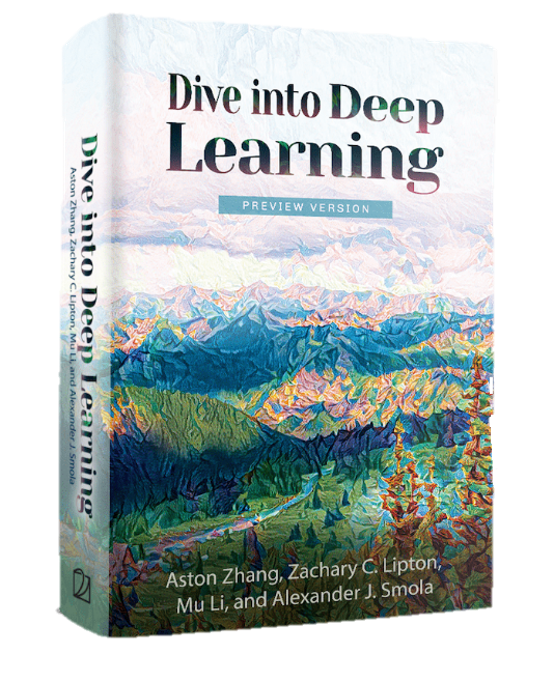 Dive into Deep
Learning
PREVIEW VERSION
Aston Zhang, Zachary C. Lipton,
Mu Li, and Alexander J. Smola
Dive into Deep Learning
Aston Zhang, Zachary C. Lipton, Mu Li, and Alexander J. Smola